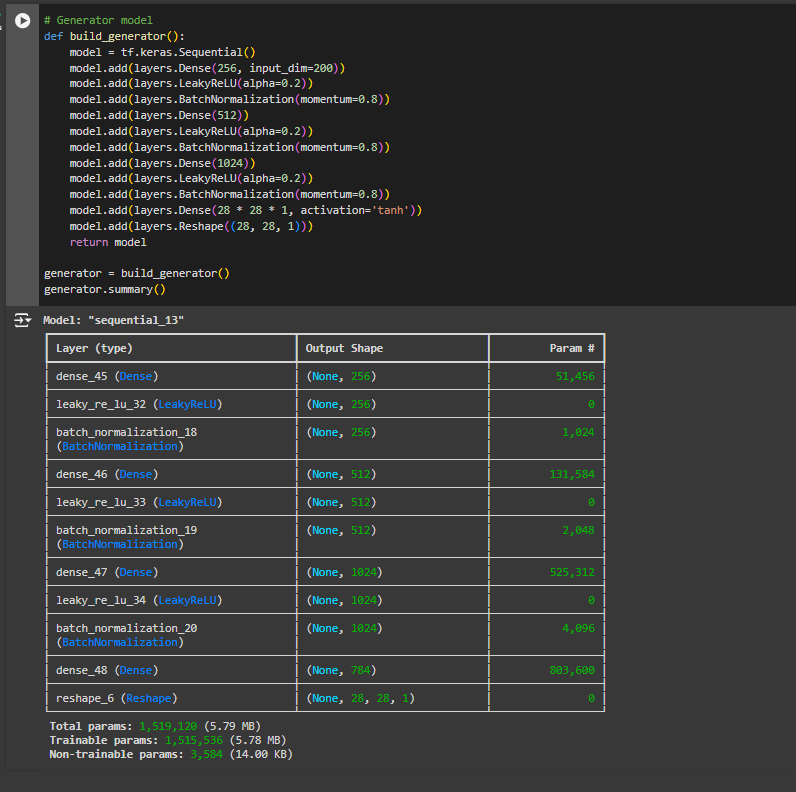 # Generator model
def build_generator():
    model = tf.keras.Sequential()
    model.add(layers.Dense(256, input_dim=200))
    model.add(layers.LeakyReLU(alpha=0.2))
    model.add(layers.BatchNormalization(momentum=0.8))
    model.add(layers.Dense(512))
    model.add(layers.LeakyReLU(alpha=0.2))
    model.add(layers.BatchNormalization(momentum=0.8))
    model.add(layers.Dense(1024))
    model.add(layers.LeakyReLU(alpha=0.2))
    model.add(layers.BatchNormalization(momentum=0.8))
    model.add(layers.Dense(28 * 28 * 1, activation='tanh'))
    model.add(layers.Reshape((28, 28, 1)))
    return model
generator = build_generator()
generator.summary()
Model: "sequential_13"
Layer (type) Output Shape Param #
dense_45 (Dense) (None, 256) 51,456
leaky_re_lu_32 (LeakyReLU) (None, 256) 0
batch_normalization_18 (None, 256) 1,024
(BatchNormalization)
dense_46 (Dense) (None, 512) 131,584
leaky_re_lu_33 (LeakyReLU) (None, 512) 0
batch_normalization_19 (None, 512) 2,048
(BatchNormalization)
dense_47 (Dense) (None, 1024) 525,312
leaky_re_lu_34 (LeakyReLU) (None, 1024) 0
batch_normalization_20 (None, 1024) 4,096
(BatchNormalization)
dense_48 (Dense) (None, 784) 803,600
reshape_6 (Reshape) (None, 28, 28, 1) 0
Total params: 1,519,120 (5.79 MB)
Trainable params: 1,515,536 (5.78 MB)
Non-trainable params: 3,584 (14.00 KB)